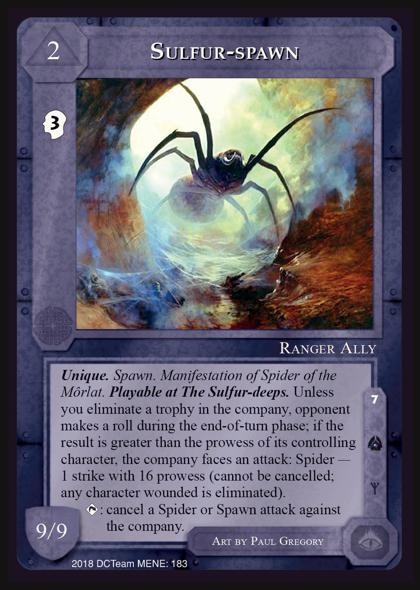 2
SULFUR-SPAWN
3
RANGER ALLY
Unique. Spawn. Manifestation of Spider of the
Môrlat. Playable at The Sulfur-deeps. Unless
you eliminate a trophy in the company, opponent
makes a roll during the end-of-turn phase; if the
result is greater than the prowess of its controlling
character, the company faces an attack: Spider —
1 strike with 16 prowess (cannot be cancelled;
any character wounded is eliminated).
: cancel a Spider or Spawn attack against
the company.
7
9/9
ART BY PAUL GREGORY
2018 DCTeam MENE: 183